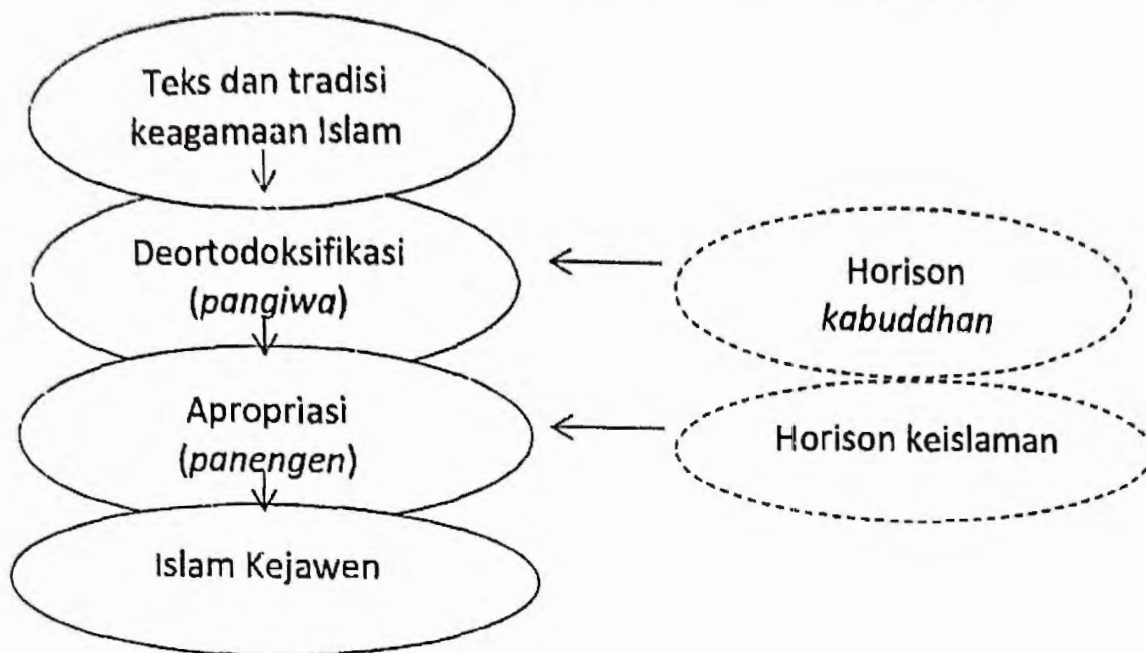 Teks dan tradisi
keagamaan Islam
Deortodoksifikasi
(pangiwa)
Apropriasi
(panengen)
Islam Kejawen
Horison
kabuddhan
Horison keislaman